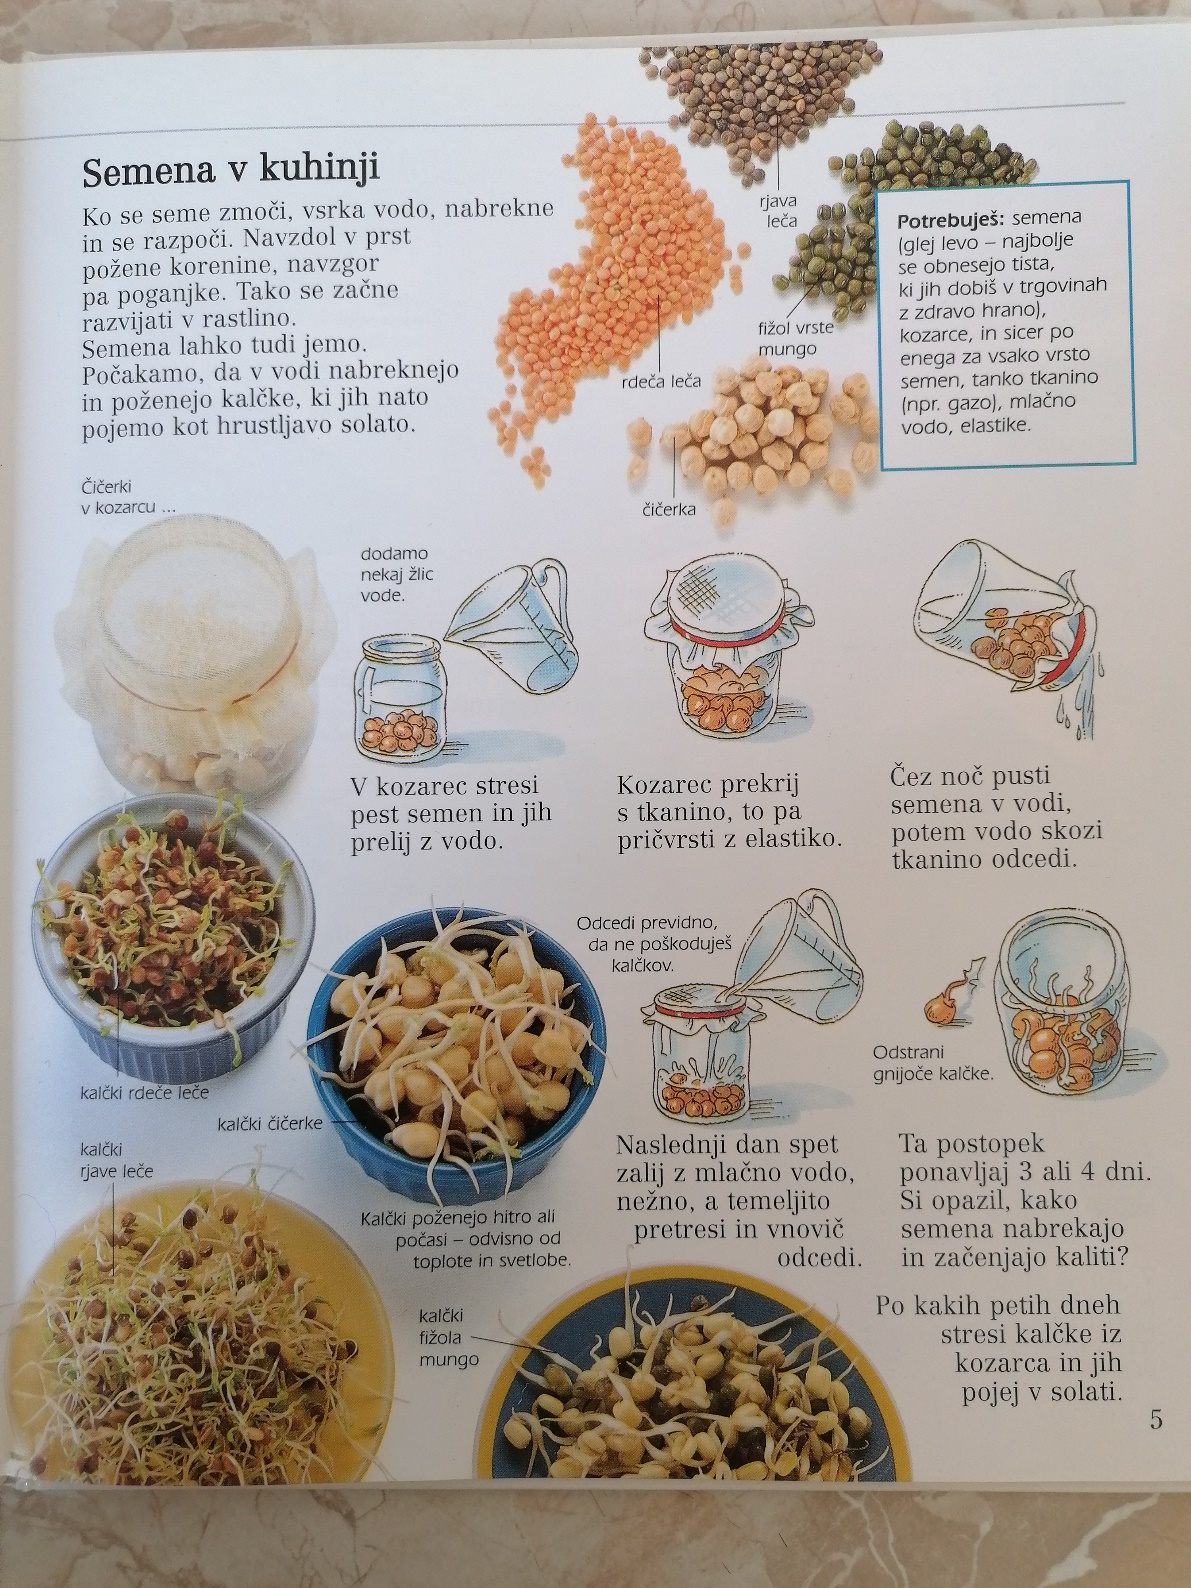 Semena v kuhinji
Ko se seme zmoči, vsrka vodo, nabrekne
in se razpoči. Navzdol v prst
požene korenine, navzgor
pa poganjke. Tako se začne
razvijati v rastlino.
Semena lahko tudi jemo.
Počakamo, da v vodi nabreknejo
in poženejo kalčke, ki jih nato
pojemo kot hrustljavo solato.
rjava
leča
fižol vrste
mungo
rdeča leča
čičerka
Potrebuješ: semena
(glej levo – najbolje
se obnesejo tista,
ki jih dobiš v trgovinah
z zdravo hrano),
kozarce, in sicer po
enega za vsako vrsto
semen, tanko tkanino
(npr. gazo), mlačno
vodo, elastike.
Čičerki
v kozarcu ...
dodamo
nekaj žlic
vode.
V kozarec stresi
pest semen in jih
prelij z vodo.
Kozarec prekrij
s tkanino, to pa
pričvrsti z elastiko.
Čez noč pusti
semena v vodi,
potem vodo skozi
tkanino odcedi.
kalčki rdeče leče
kalčki čičerke
kalčki
rjave leče
Kalčki poženejo hitro ali
počasi – odvisno od
toplote in svetlobe.
kalčki
fižola
mungo
Odcedi previdno,
da ne poškoduješ
kalčkov.
Naslednji dan spet
zalij z mlačno vodo,
nežno, a temeljito
pretresi in vnovič
odcedi.
Odstrani
gnijoče kalčke.
Ta postopek
ponavljaj 3 ali 4 dni.
Si opazil, kako
semena nabrekajo
in začenjajo kaliti?
Po kakih petih dneh
stresi kalčke iz
kozarca in jih
pojej v solati.
5